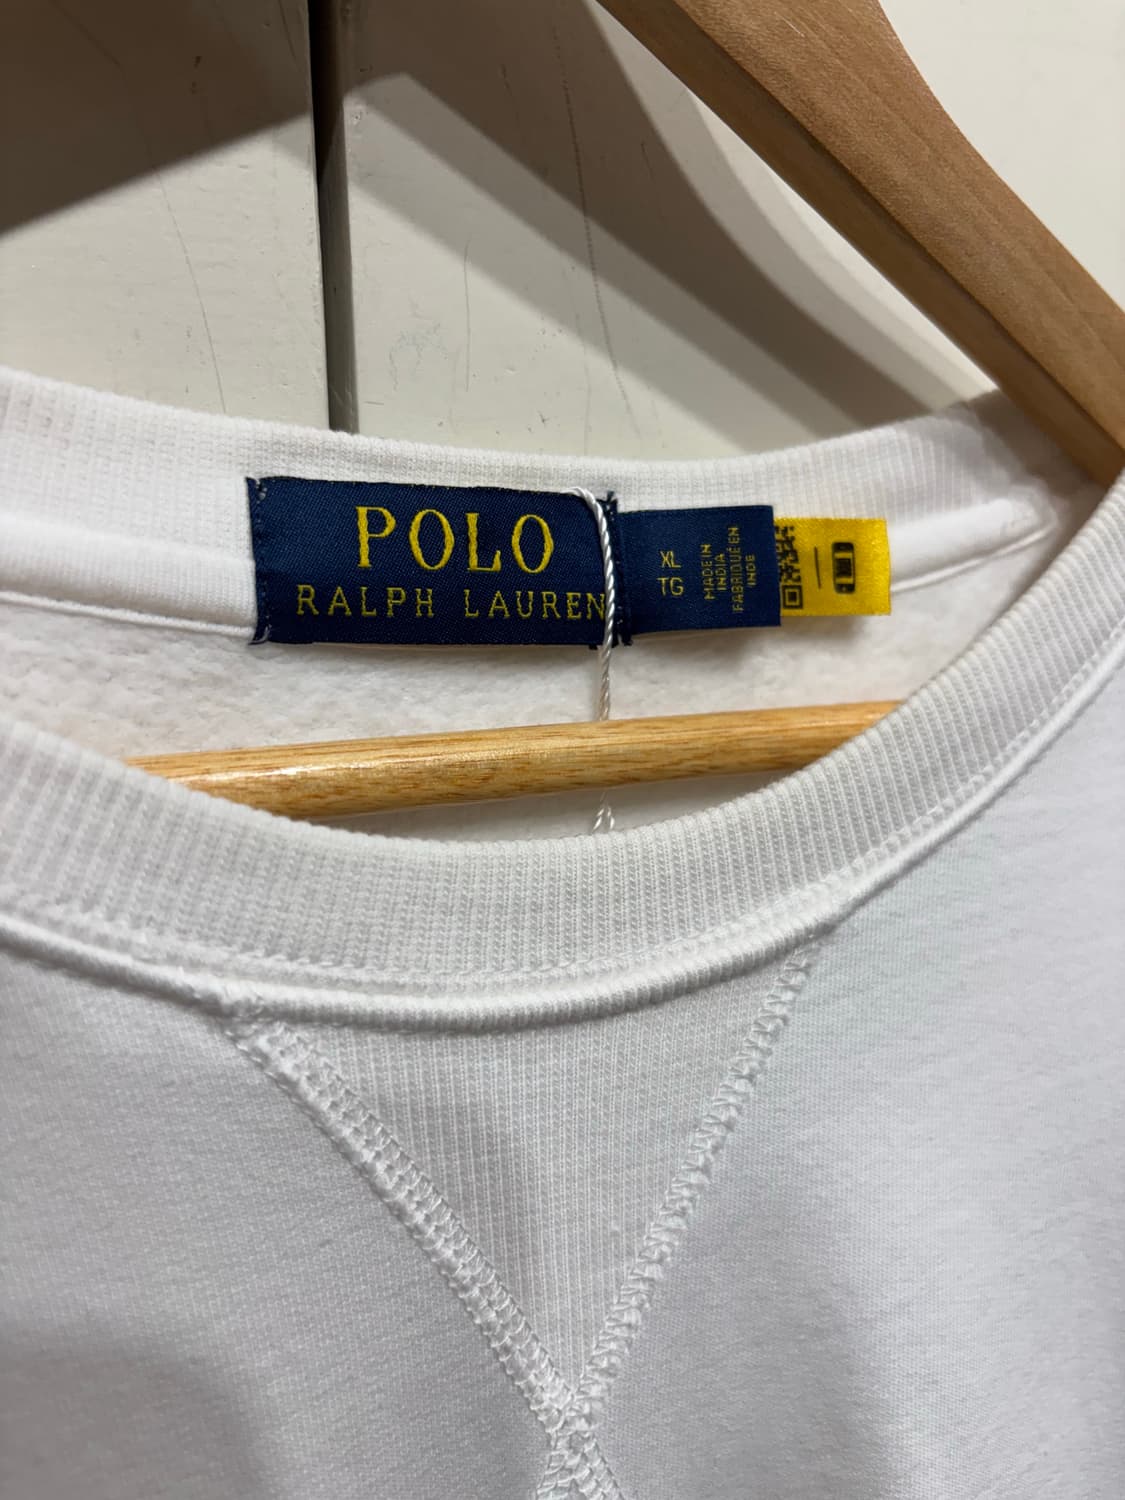 POLO
RALPH LAUREN
XL
TG
MADE IN
INDIA
FABRIQUÉ EN
INDE